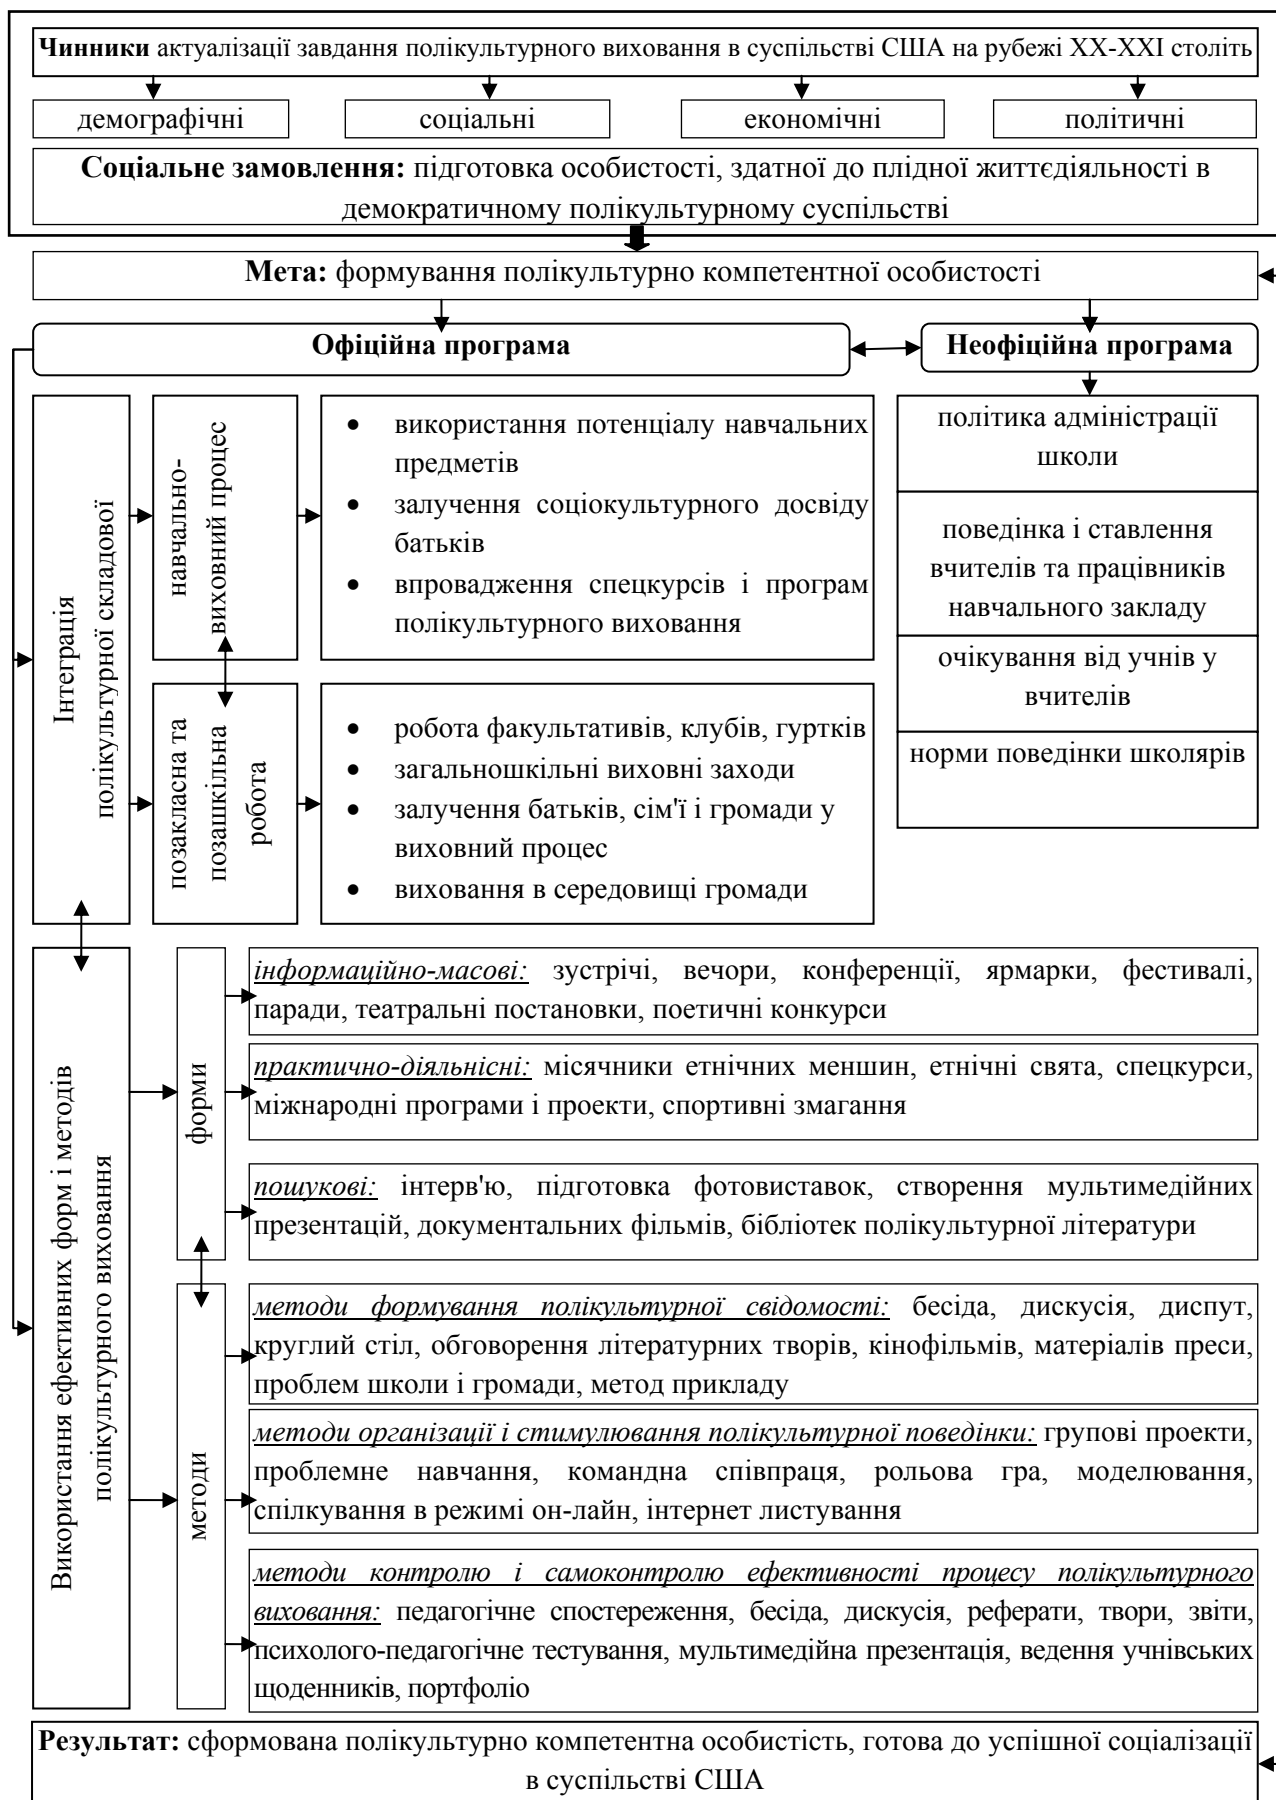 Чинники актуалізації завдання полікультурного виховання в суспільстві США на рубежі XX-XXI століть
демографічні
соціальні
економічні
політичні
Соціальне замовлення: підготовка особистості, здатної до плідної життєдіяльності в
демократичному полікультурному суспільстві
Мета: формування полікультурно компетентної особистості
Офіційна програма
Неофіційна програма
Інтеграція
полікультурної складової
навчально-
виховний процес
• використання потенціалу навчальних
предметів
• залучення соціокультурного досвіду
батьків
• впровадження спецкурсів і програм
полікультурного виховання
позакласна та
позашкільна
робота
• робота факультативів, клубів, гуртків
• загальношкільні виховні заходи
• залучення батьків, сім'ї і громади у
виховний процес
• виховання в середовищі громади
політика адміністрації
школи
поведінка і ставлення
вчителів та працівників
навчального закладу
очікування від учнів у
вчителів
норми поведінки школярів
Використання ефективних форм і методів
полікультурного виховання
форми
інформаційно-масові: зустрічі, вечори, конференції, ярмарки, фестивалі,
паради, театральні постановки, поетичні конкурси
практично-діяльнісні: місячники етнічних меншин, етнічні свята, спецкурси,
міжнародні програми і проекти, спортивні змагання
пошукові: інтерв'ю, підготовка фотовиставок, створення мультимедійних
презентацій, документальних фільмів, бібліотек полікультурної літератури
методи
методи формування полікультурної свідомості: бесіда, дискусія, диспут,
круглий стіл, обговорення літературних творів, кінофільмів, матеріалів преси,
проблем школи і громади, метод прикладу
методи організації і стимулювання полікультурної поведінки: групові проекти,
проблемне навчання, командна співпраця, рольова гра, моделювання,
спілкування в режимі он-лайн, інтернет листування
методи контролю і самоконтролю ефективності процесу полікультурного
виховання: педагогічне спостереження, бесіда, дискусія, реферати, твори, звіти,
психолого-педагогічне тестування, мультимедійна презентація, ведення учнівських
щоденників, портфоліо
Результат: сформована полікультурно компетентна особистість, готова до успішної соціалізації
в суспільстві США